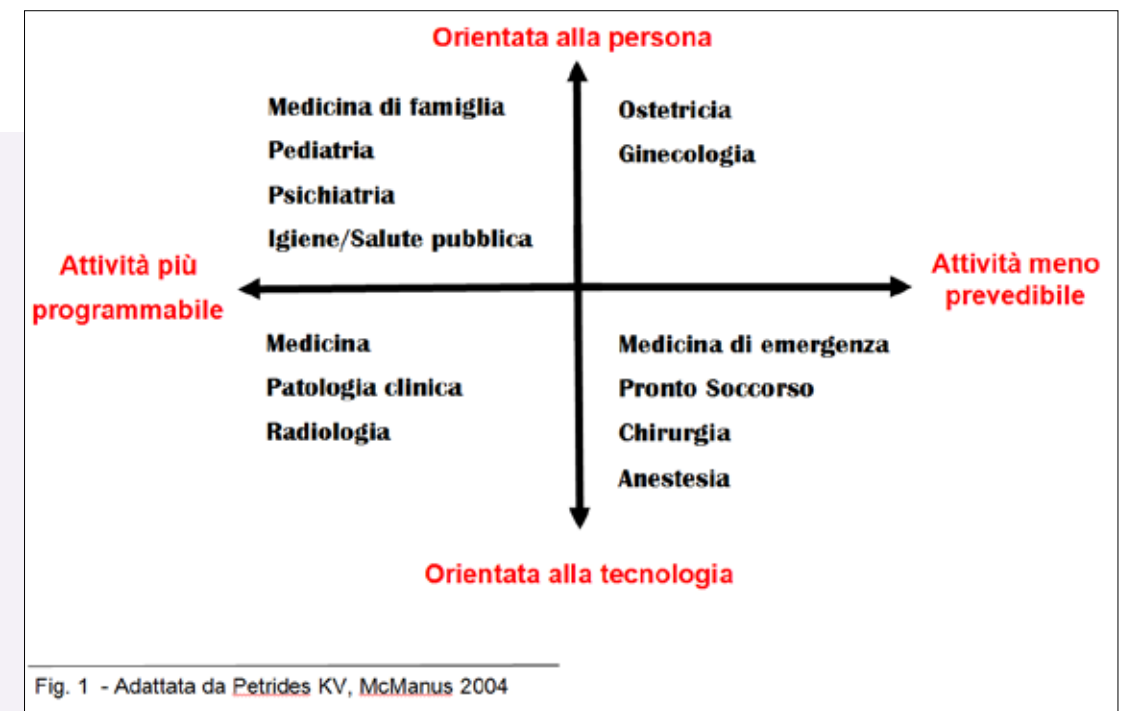 Orientata alla persona
Medicina di famiglia
Pediatria
Psichiatria
Igiene/Salute pubblica
Ostetricia
Ginecologia
Attività più
programmabile
Attività meno
prevedibile
Medicina
Patologia clinica
Radiologia
Medicina di emergenza
Pronto Soccorso
Chirurgia
Anestesia
Orientata alla tecnologia
Fig. 1 - Adattata da Petrides KV, McManus 2004